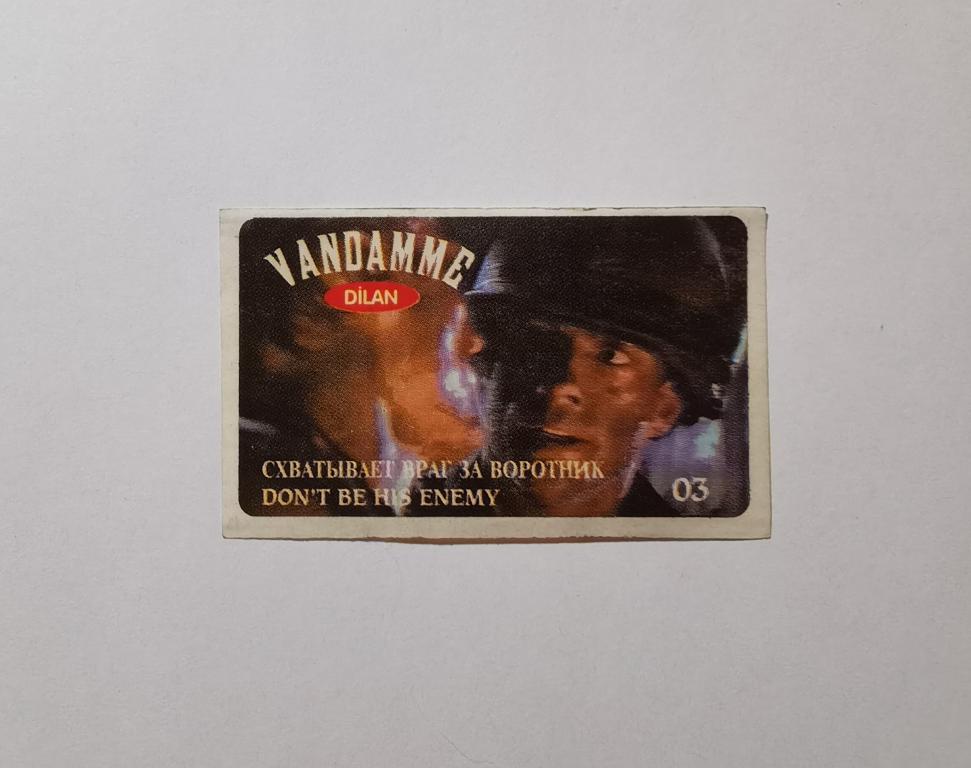 VANDAMME
DİLAN
СХВАТЫВАЕТ ВРАГ ЗА ВОРОТНИК
DON'T BE HIS ENEMY
03